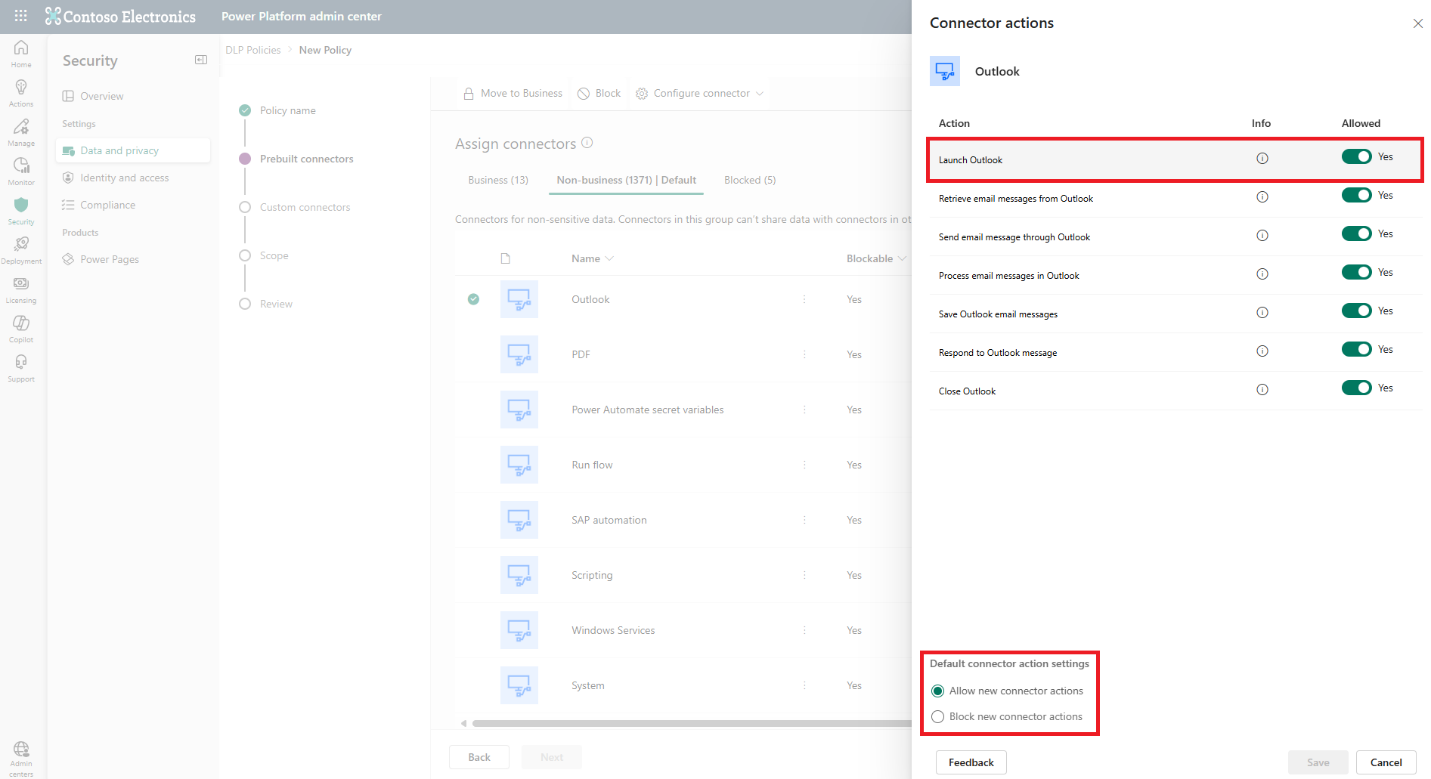 Contoso Electronics
Power Platform admin center
Home
Actions
Manage
Monitor
Security
Deployment
Licensing
Copilot
Support
Admin
centers
Security
Overview
Settings
Data and privacy
Identity and access
Compliance
Products
Power Pages
DLP Policies > New Policy
Policy name
Prebuilt connectors
Custom connectors
Scope
Review
Move to Business
Block
Configure connector
Assign connectors
Business (13)
Non-business (1371) | Default
Blocked (5)
Connectors for non-sensitive data. Connectors in this group can't share data with connectors in ot
Name
Blockable
Outlook
Yes
PDF
Yes
Power Automate secret variables
Yes
Run flow
Yes
SAP automation
Yes
Scripting
Yes
Windows Services
Yes
System
Yes
Back
Next
Connector actions
Outlook
Action
Info
Allowed
Launch Outlook
Yes
Retrieve email messages from Outlook
Yes
Send email message through Outlook
Yes
Process email messages in Outlook
Yes
Save Outlook email messages
Yes
Respond to Outlook message
Yes
Close Outlook
Yes
Default connector action settings
Allow new connector actions
Block new connector actions
Feedback
Save
Cancel